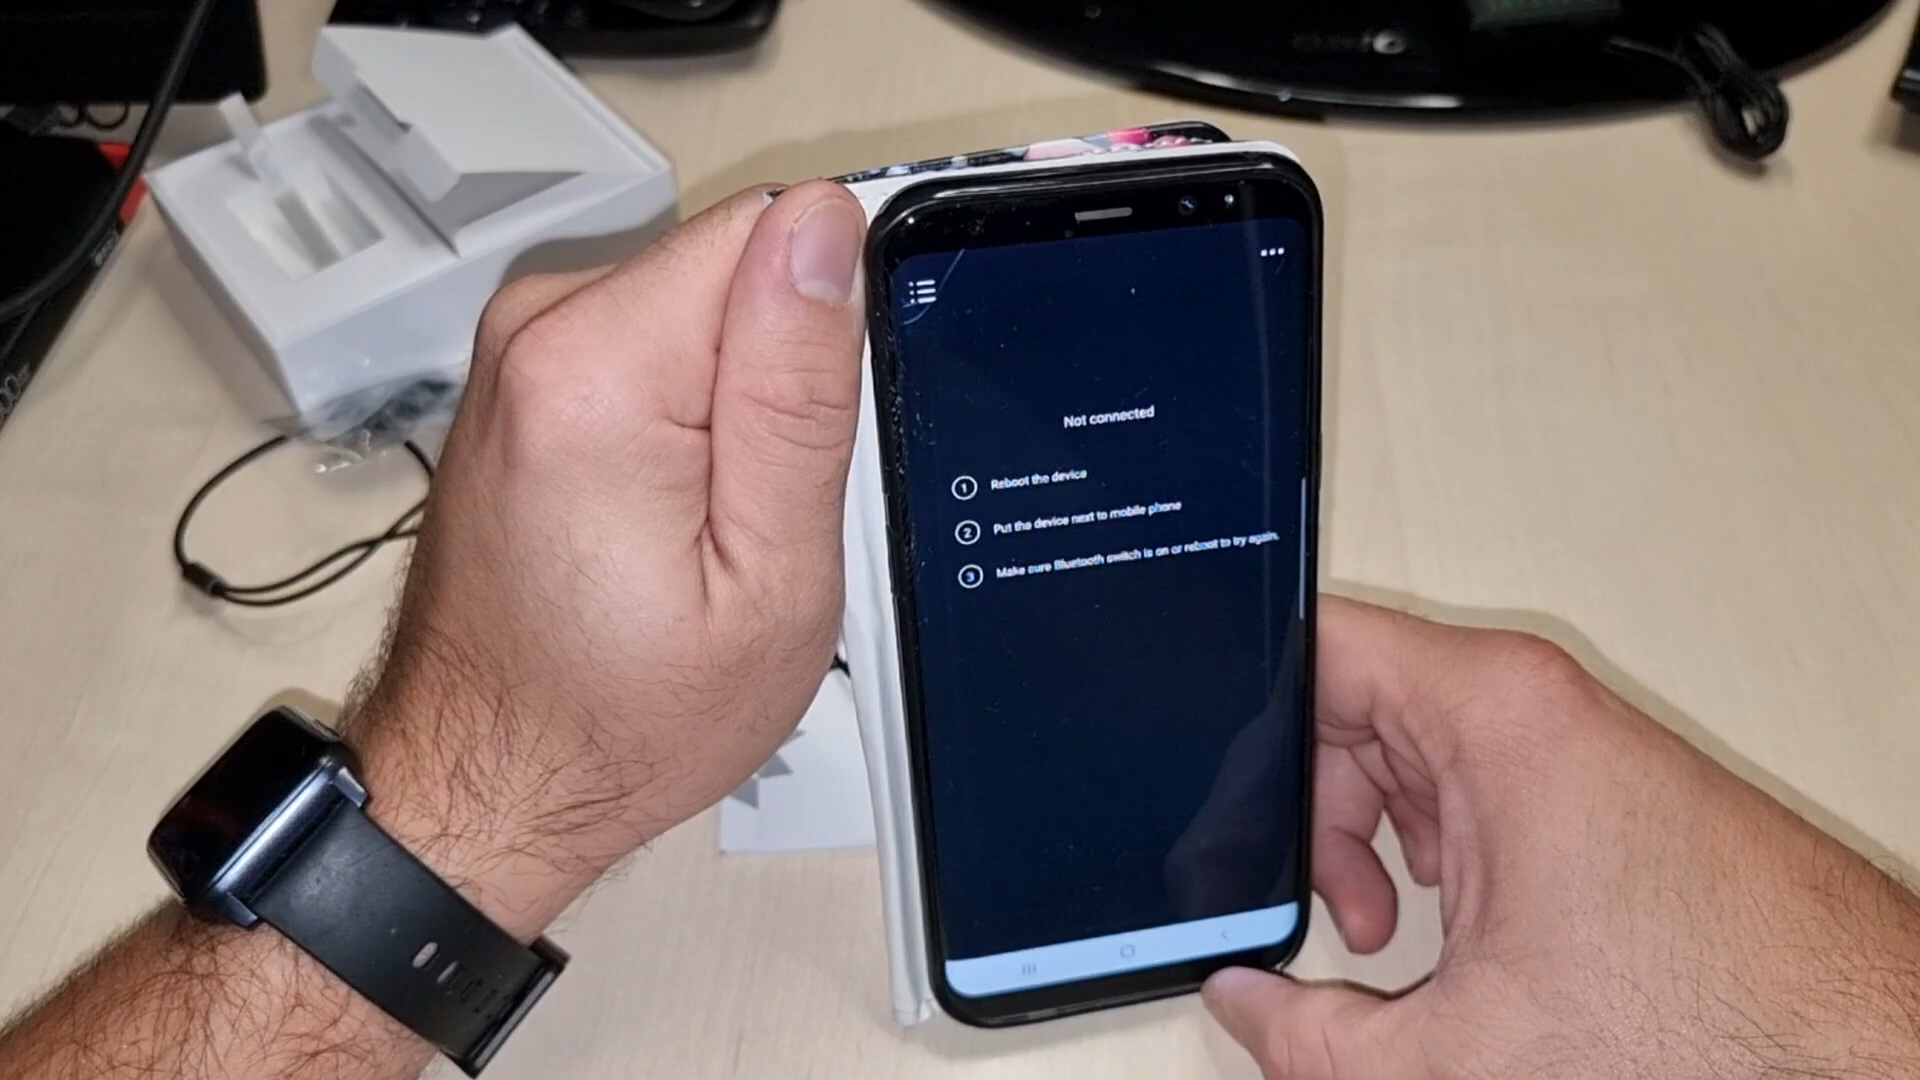 Not connected
1 Reboot the device
2 Put the device next to mobile phone
3 Make sure Bluetooth switch is on or reboot to try again.